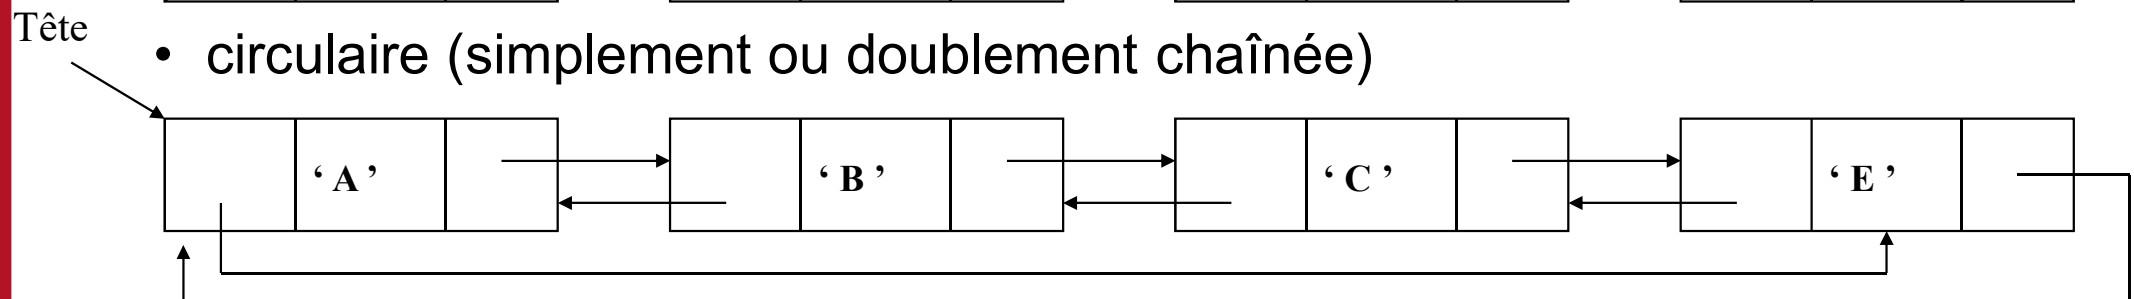 Tête
• circulaire (simplement ou doublement chaînée)
‘ A ’ ‘ B ’ ‘ C ’ ‘ E ’